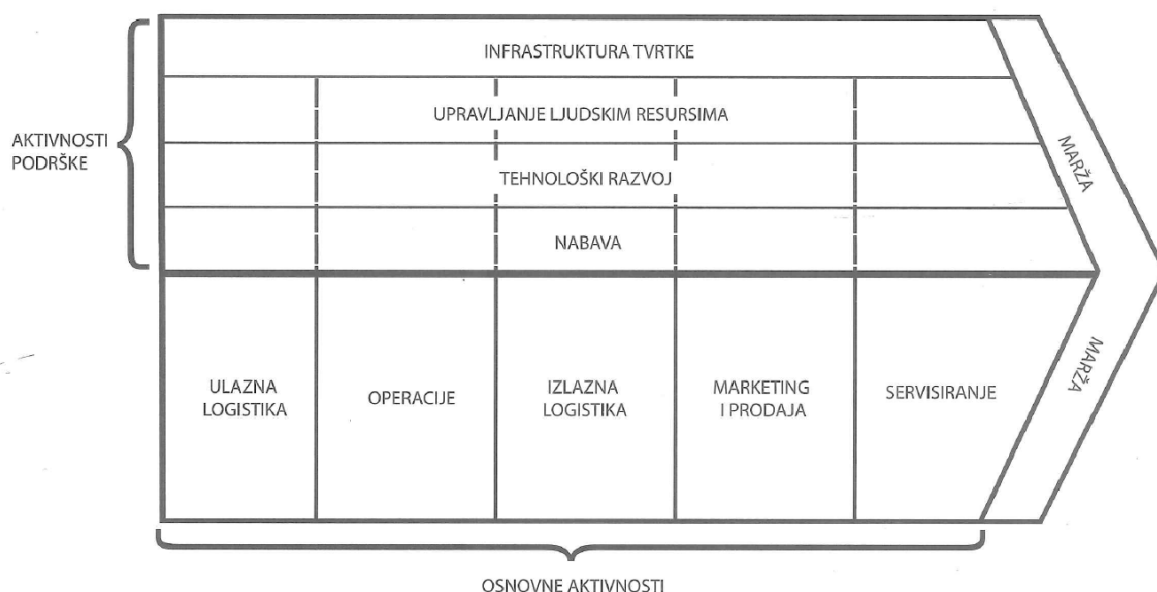 INFRASTRUKTURA TVRTKE
UPRAVLJANJE LJUDSKIM RESURSIMA
AKTIVNOSTI
PODRŠKE
TEHNOLOŠKI RAZVOJ
NABAVA
MARŽA
ULAZNA
LOGISTIKA
OPERACIJE
IZLAZNA
LOGISTIKA
MARKETING
I PRODAJA
SERVISIRANJE
MARŽA
OSNOVNE AKTIVNOSTI